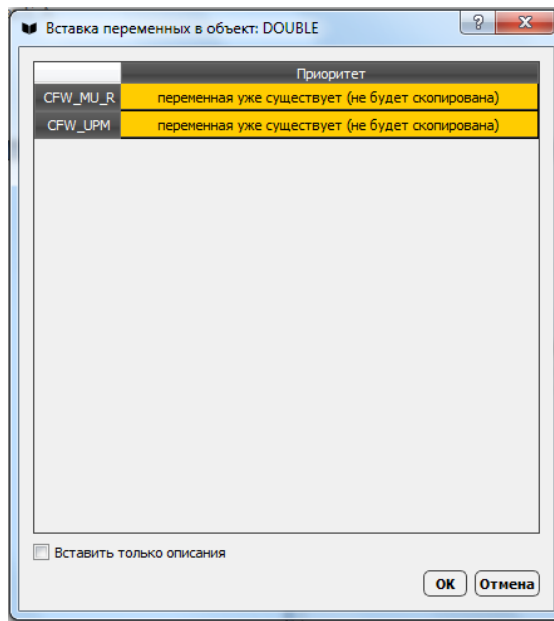 Вставка переменных в объект: DOUBLE
?
X
Приоритет
CFW_MU_R переменная уже существует (не будет скопирована)
CFW_UPM переменная уже существует (не будет скопирована)
Вставить только описания
OK Отмена